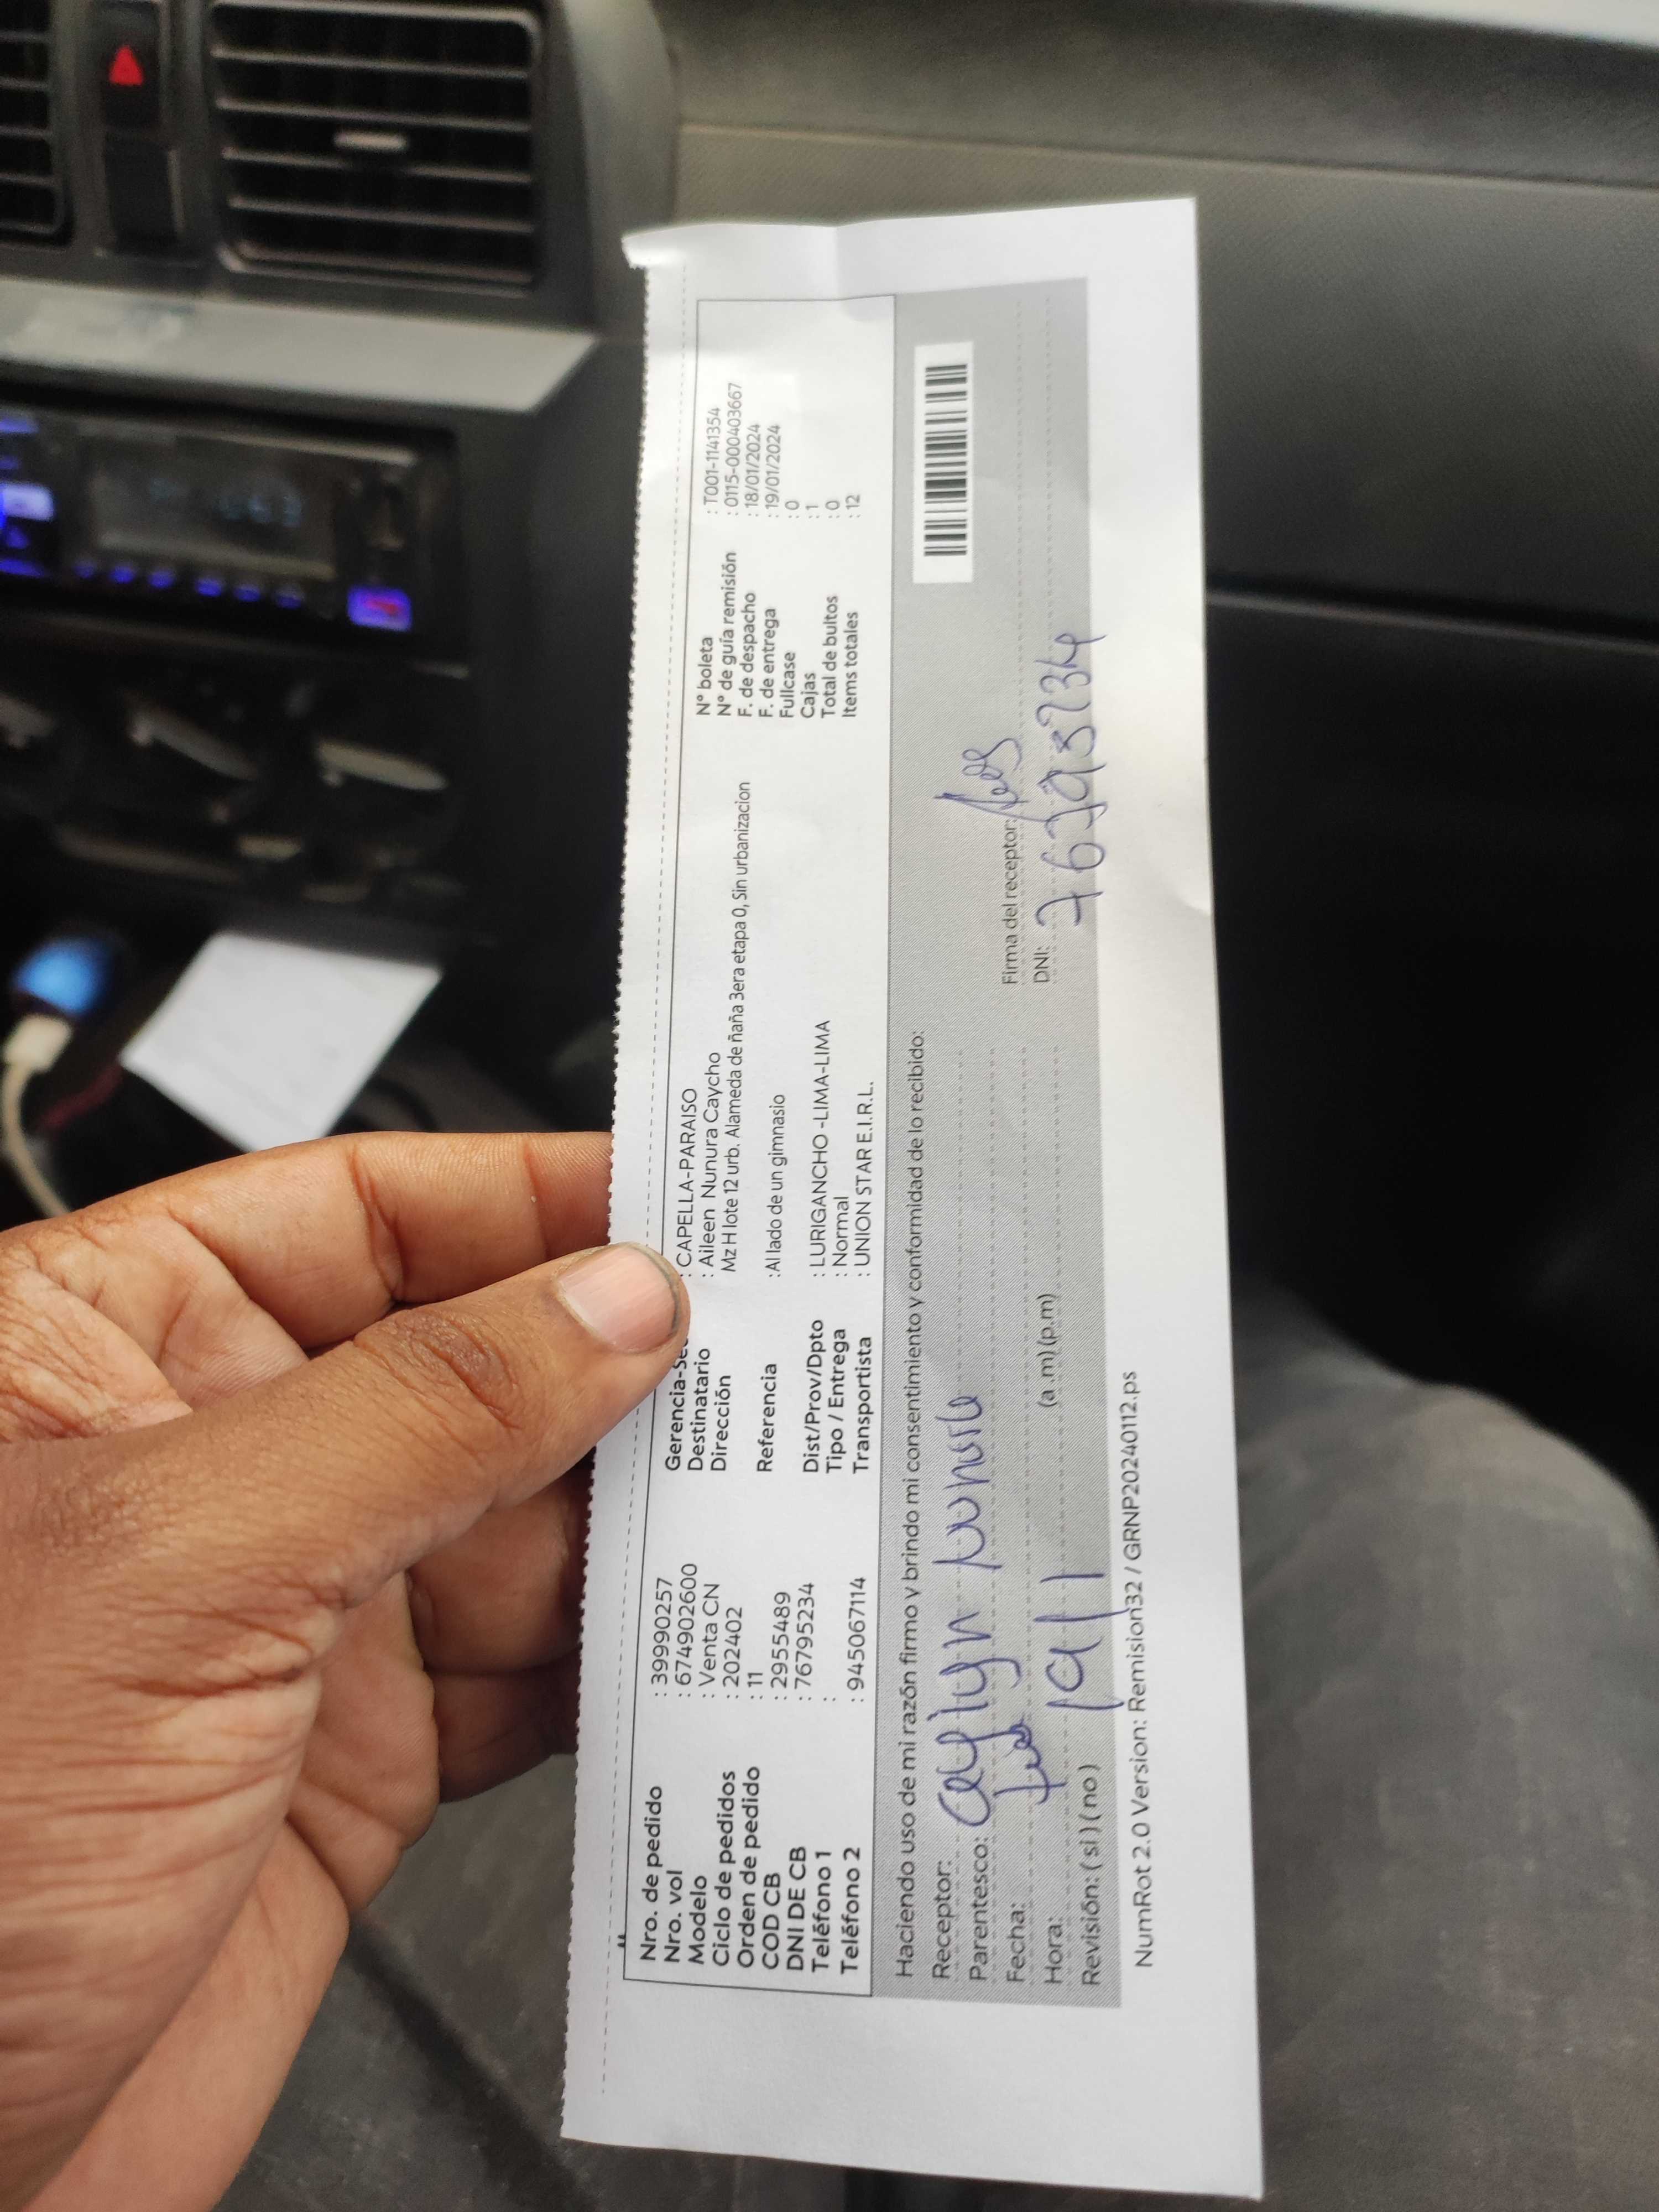 Nro. de pedido : 39990257
Nro. vol : 674902600
Modelo : Venta CN
Ciclo de pedidos : 202402
Orden de pedido : 11
COD CB : 2955489
DNI DE CB : 76795234
Teléfono 1 :
Teléfono 2 : 945067114
Gerencia-Se : CAPELLA-PARAISO
Destinatario : Aileen Nunura Caycho
Dirección Mz H lote 12 urb. Alameda de ñaña 3era etapa 0, Sin urbanizacion
Referencia :Al lado de un gimnasio
Dist/Prov/Dpto : LURIGANCHO -LIMA-LIMA
Tipo / Entrega : Normal
Transportista : UNION STAR E.I.R.L.
N° boleta : T001-1141354
N° de guía remisión : 0115-000403667
F. de despacho : 18/01/2024
F. de entrega : 19/01/2024
Fullcase : 0
Cajas : 1
Total de bultos : 0
Items totales : 12
Haciendo uso de mi razón firmo y brindo mi consentimiento y conformidad de lo recibido:
Receptor:
Parentesco:
Fecha: 19/1/
Hora: (a .m) (p.m)
Revisión: ( si ) ( no )
Firma del receptor:
DNI:
NumRot 2.0 Version: Remision32 / GRNP20240112.ps